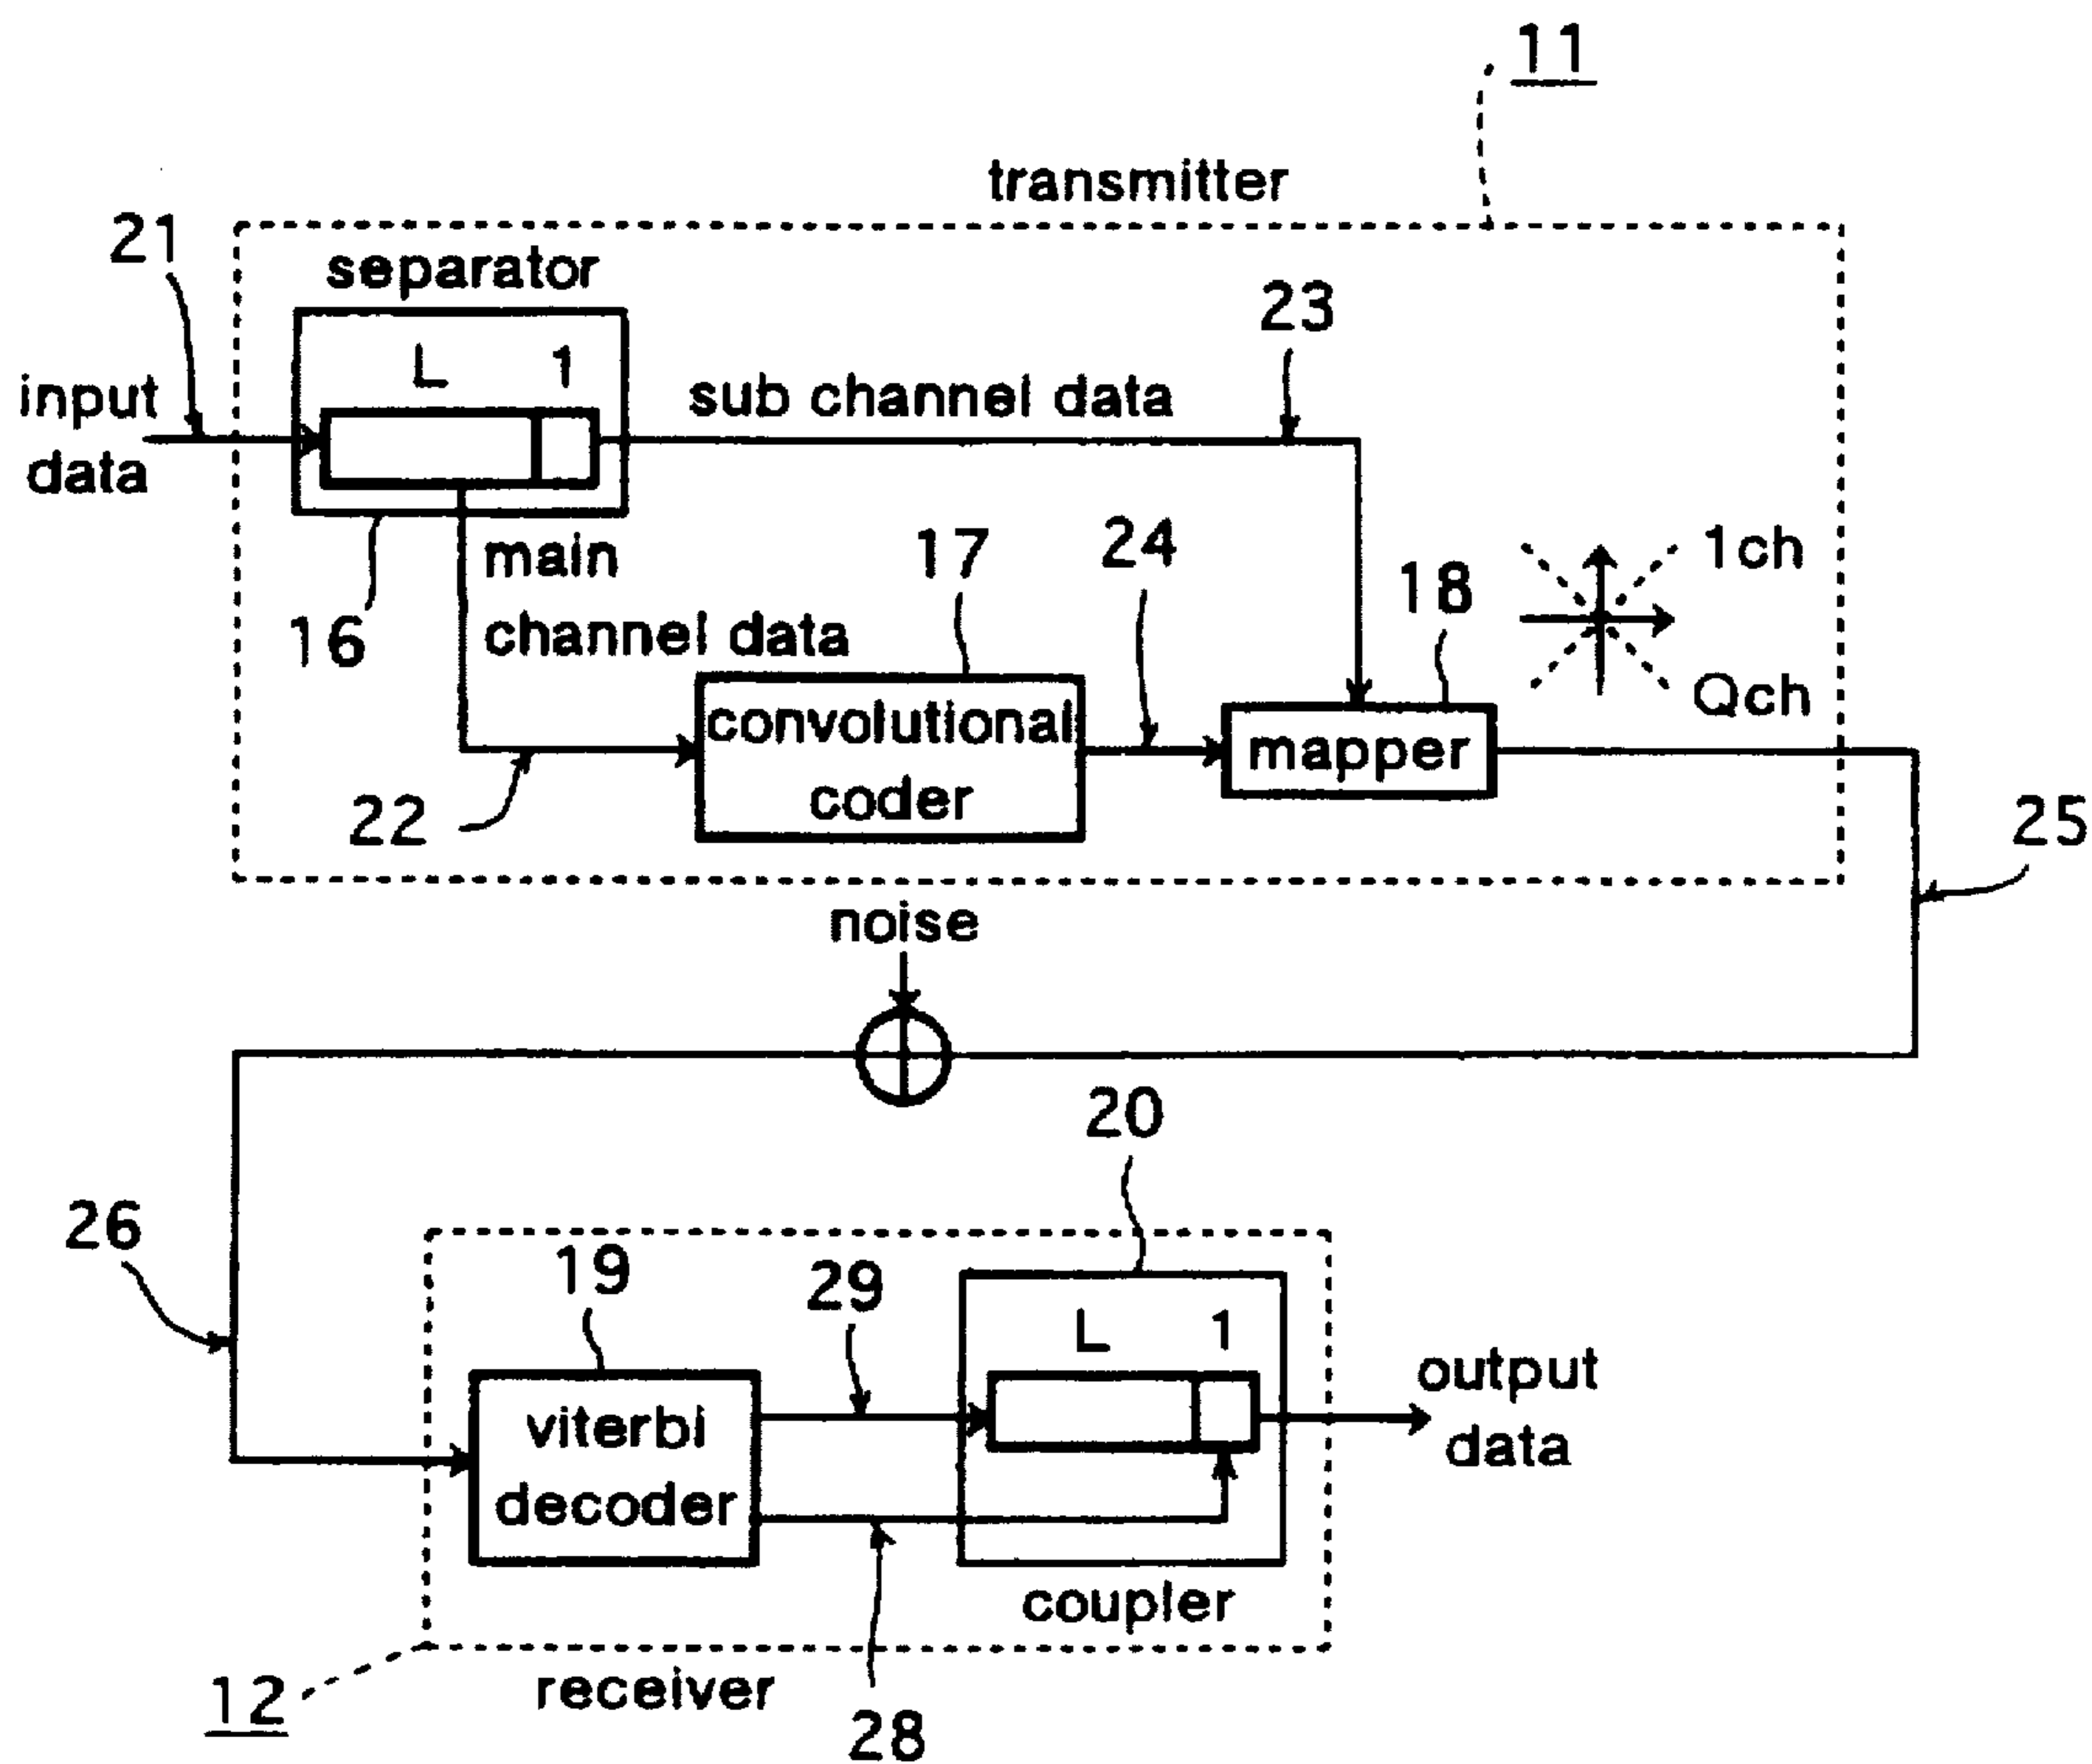 11
transmitter
21
separator
23
L 1
input
data
sub channel data
main
channel data
16
17
24
18
1ch
Qch
convolutional
coder
mapper
22
25
noise
20
26
19
29
L 1
viterbi
decoder
output
data
coupler
receiver
12
28